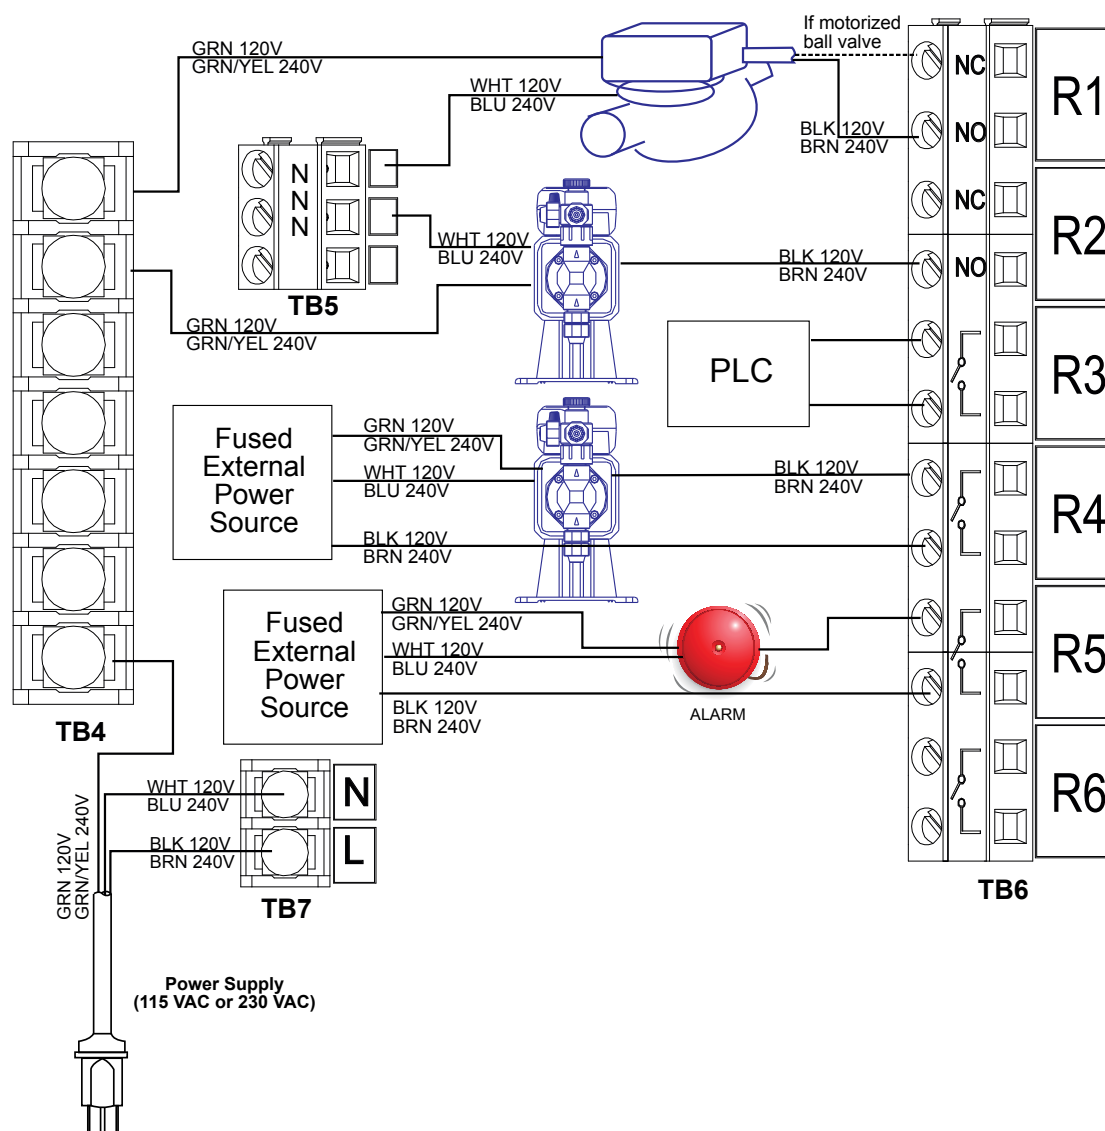 If motorized
ball valve
GRN 120V
GRN/YEL 240V
WHT 120V
BLU 240V
NC
R1
BLK 120V
BRN 240V
NO
N
N
N
NC
R2
WHT 120V
BLU 240V
BLK 120V
BRN 240V
NO
TB5
GRN 120V
GRN/YEL 240V
PLC
R3
Fused
External
Power
Source
GRN 120V
GRN/YEL 240V
WHT 120V
BLU 240V
BLK 120V
BRN 240V
R4
BLK 120V
BRN 240V
Fused
External
Power
Source
GRN 120V
GRN/YEL 240V
WHT 120V
BLU 240V
R5
BLK 120V
BRN 240V
ALARM
TB4
WHT 120V
BLU 240V
N
R6
BLK 120V
BRN 240V
L
GRN 120V
GRN/YEL 240V
TB7
TB6
Power Supply
(115 VAC or 230 VAC)